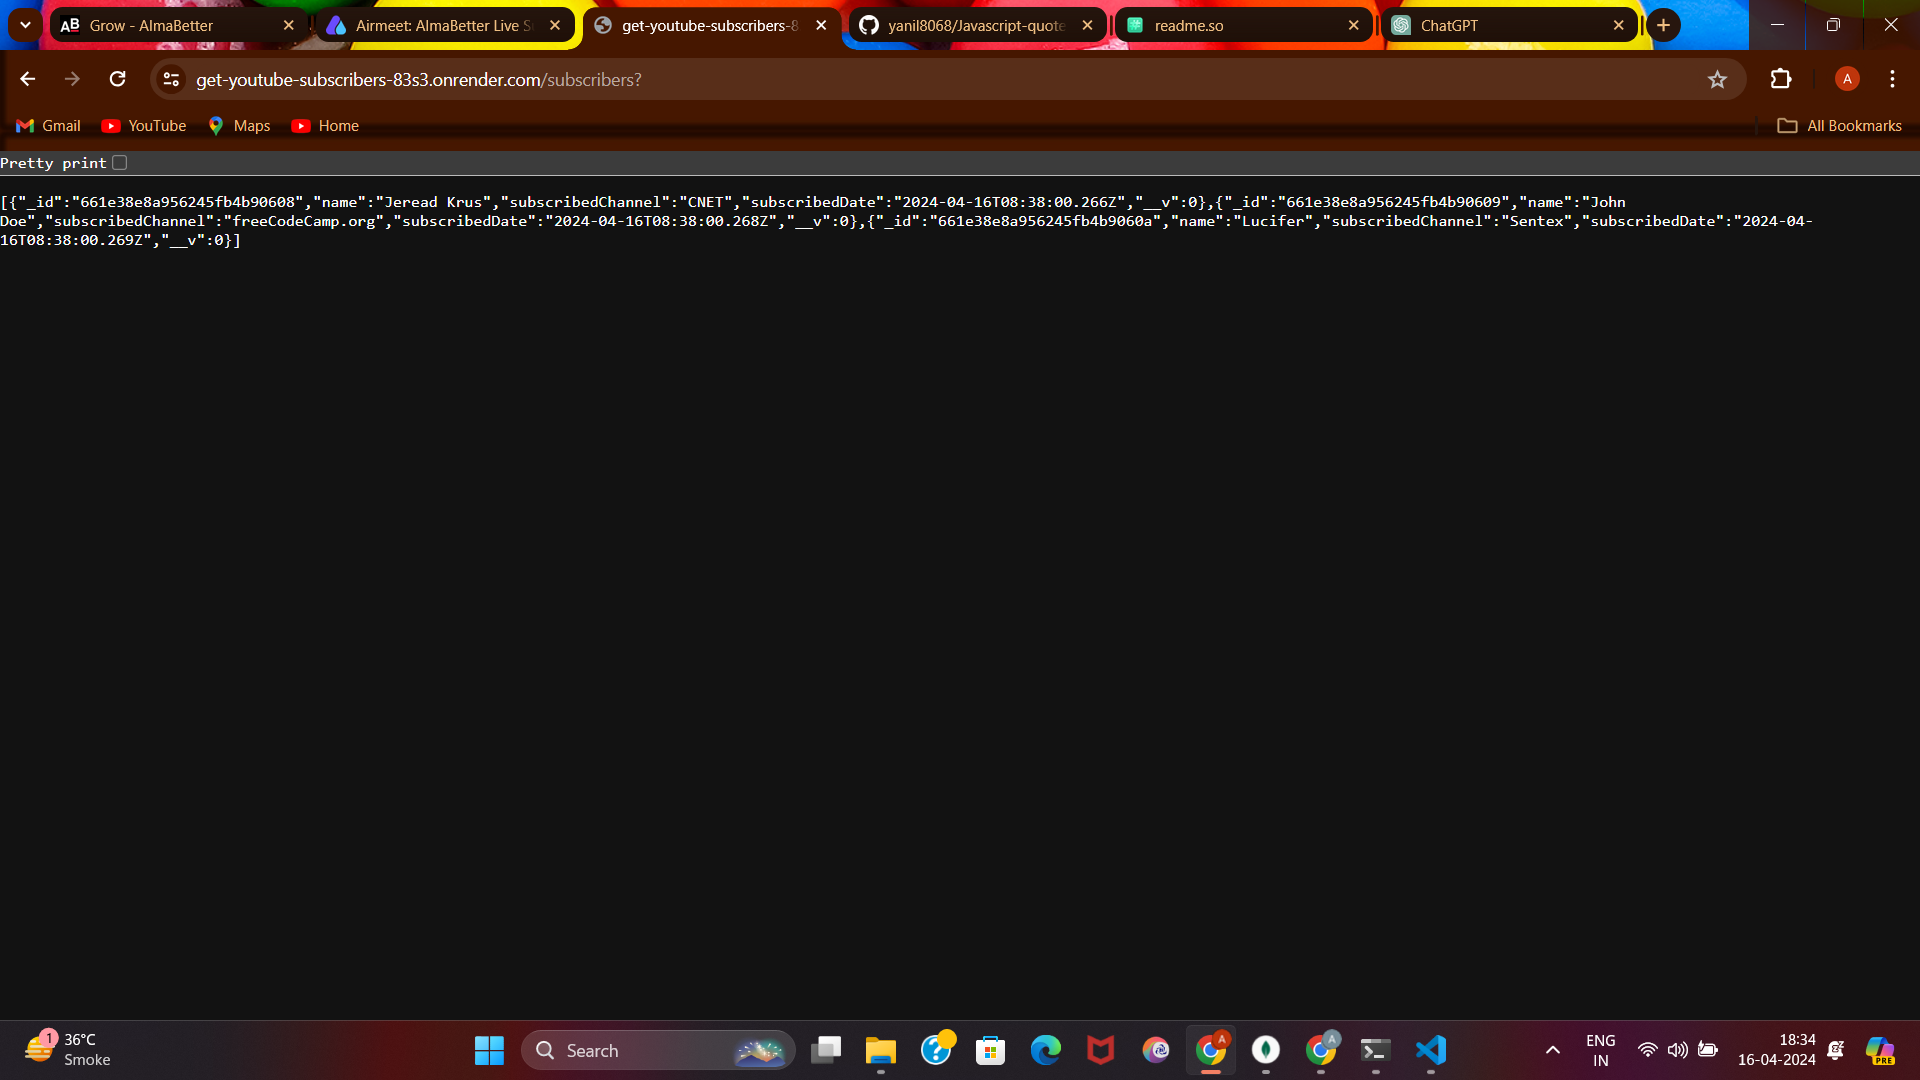 Grow - AlmaBetter
Airmeet: AlmaBetter Live S
get-youtube-subscribers-8
yanil8068/Javascript-quote
readme.so
ChatGPT
get-youtube-subscribers-83s3.onrender.com/subscribers?
A
Gmail
YouTube
Maps
Home
All Bookmarks
Pretty print
[{"_id":"661e38e8a956245fb4b90608","name":"Jeread Krus","subscribedChannel":"CNET","subscribedDate":"2024-04-16T08:38:00.266Z","__v":0},{"_id":"661e38e8a956245fb4b90609","name":"John
Doe","subscribedChannel":"freeCodeCamp.org","subscribedDate":"2024-04-16T08:38:00.268Z","__v":0},{"_id":"661e38e8a956245fb4b9060a","name":"Lucifer","subscribedChannel":"Sentex","subscribedDate":"2024-04-
16T08:38:00.269Z","__v":0}]
1
36°C
Smoke
Search
A
A
ENG
IN
18:34
16-04-2024
PRE